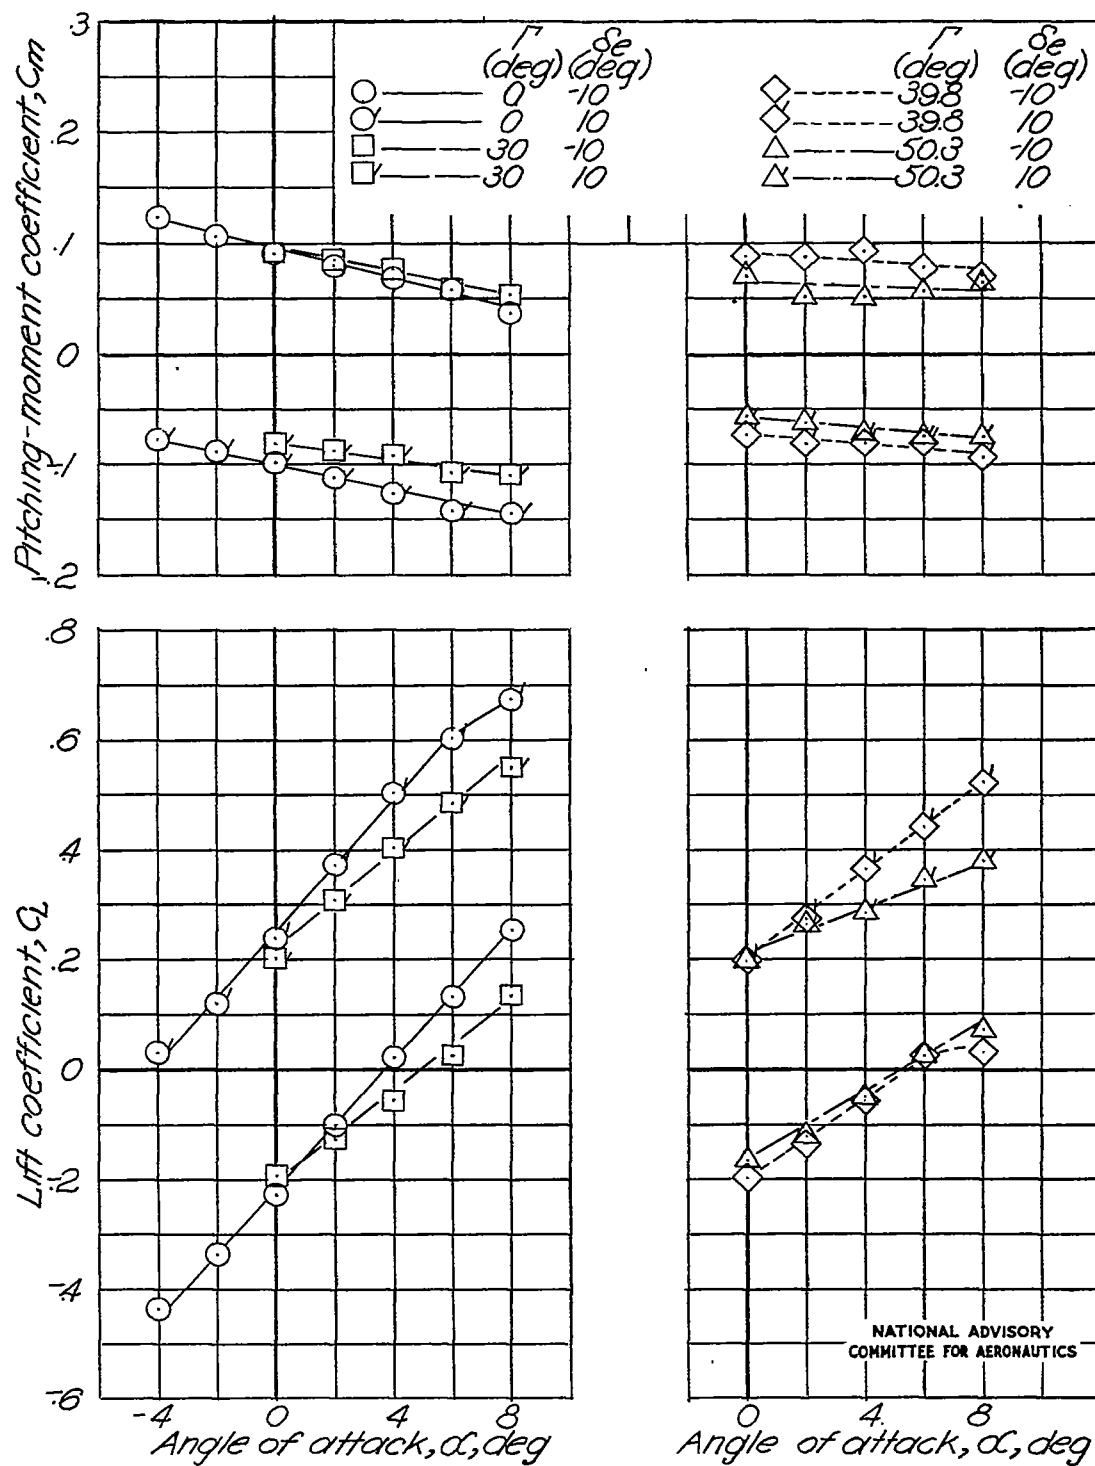 Pitching-moment coefficient, Cm
.3
.2
.1
0
-.1
-.2
Γ δe
(deg) (deg)
0 -10
0 10
30 -10
30 10
Γ δe
(deg) (deg)
39.8 -10
39.8 10
50.3 -10
50.3 10
Lift coefficient, CL
.8
.6
.4
.2
0
-.2
-.4
-.6
-4 0 4 8
Angle of attack, α, deg
NATIONAL ADVISORY
COMMITTEE FOR AERONAUTICS
0 4 8
Angle of attack, α, deg